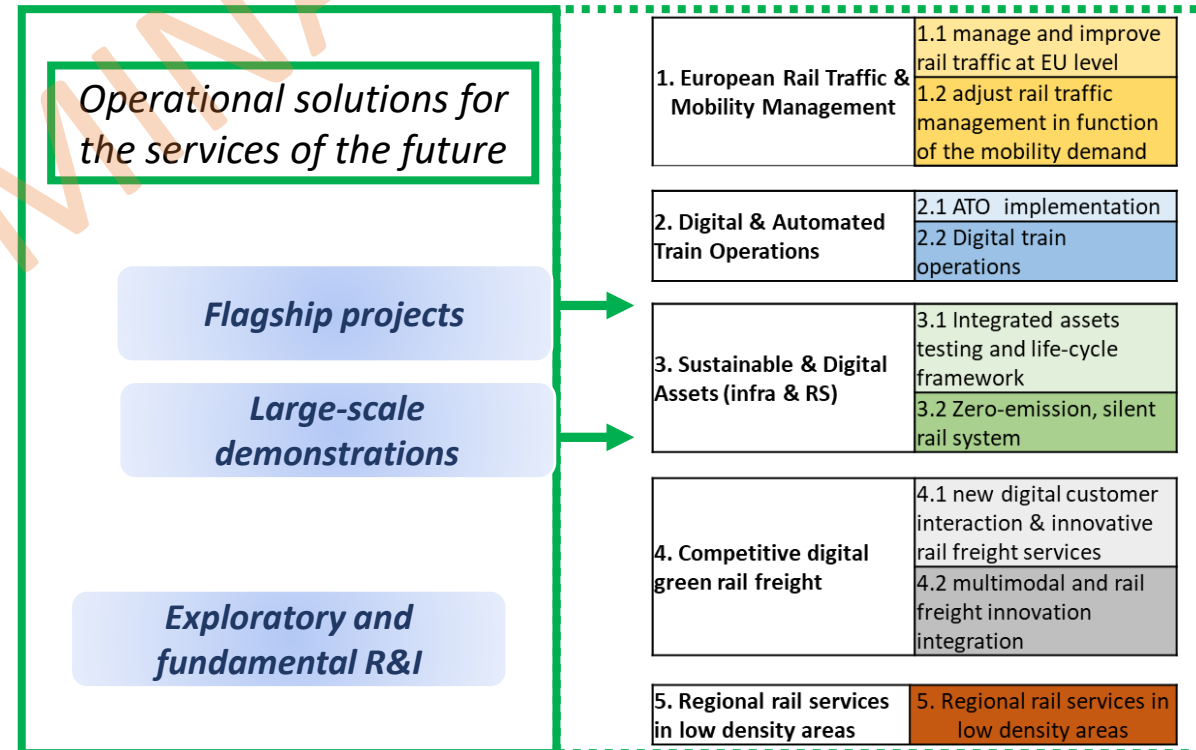 Operational solutions for
the services of the future
Flagship projects
Large-scale
demonstrations
Exploratory and
fundamental R&I
1. European Rail Traffic &
Mobility Management
1.1 manage and improve
rail traffic at EU level
1.2 adjust rail traffic
management in function
of the mobility demand
2. Digital & Automated
Train Operations
2.1 ATO implementation
2.2 Digital train
operations
3. Sustainable & Digital
Assets (infra & RS)
3.1 Integrated assets
testing and life-cycle
framework
3.2 Zero-emission, silent
rail system
4. Competitive digital
green rail freight
4.1 new digital customer
interaction & innovative
rail freight services
4.2 multimodal and rail
freight innovation
integration
5. Regional rail services
in low density areas
5. Regional rail services in
low density areas